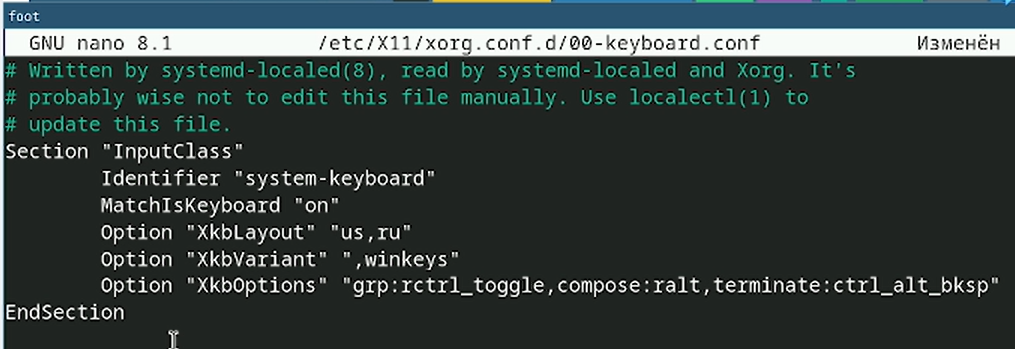 foot
GNU nano 8.1 /etc/X11/xorg.conf.d/00-keyboard.conf Изменён
# Written by systemd-localed(8), read by systemd-localed and Xorg. It's
# probably wise not to edit this file manually. Use localectl(1) to
# update this file.
Section "InputClass"
        Identifier "system-keyboard"
        MatchIsKeyboard "on"
        Option "XkbLayout" "us,ru"
        Option "XkbVariant" ",winkeys"
        Option "XkbOptions" "grp:rctrl_toggle,compose:ralt,terminate:ctrl_alt_bksp"
EndSection